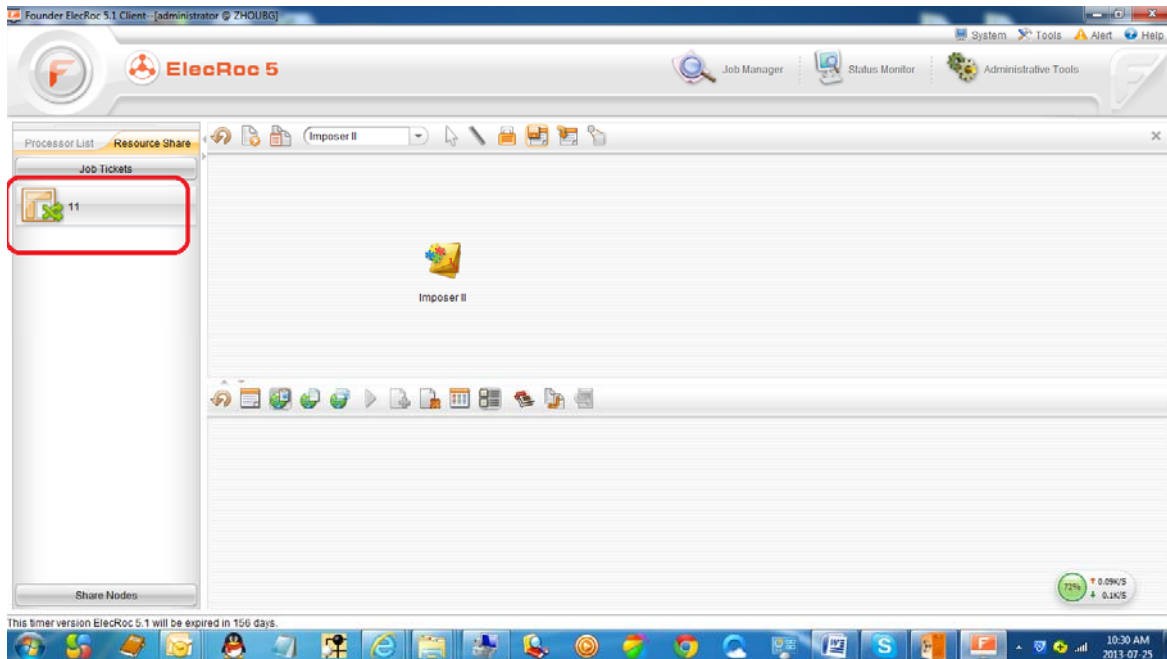 Founder ElecRoc 5.1 Client--[administrator @ ZHOUBG]
System Tools Alert Help
ElecRoc 5
Job Manager Status Monitor Administrative Tools
Processor List Resource Share
Imposer II
Job Tickets
11
Imposer II
Share Nodes
72% 0.09K/S
0.1K/S
This timer version ElecRoc 5.1 will be expired in 156 days.
10:30 AM
2013-07-25